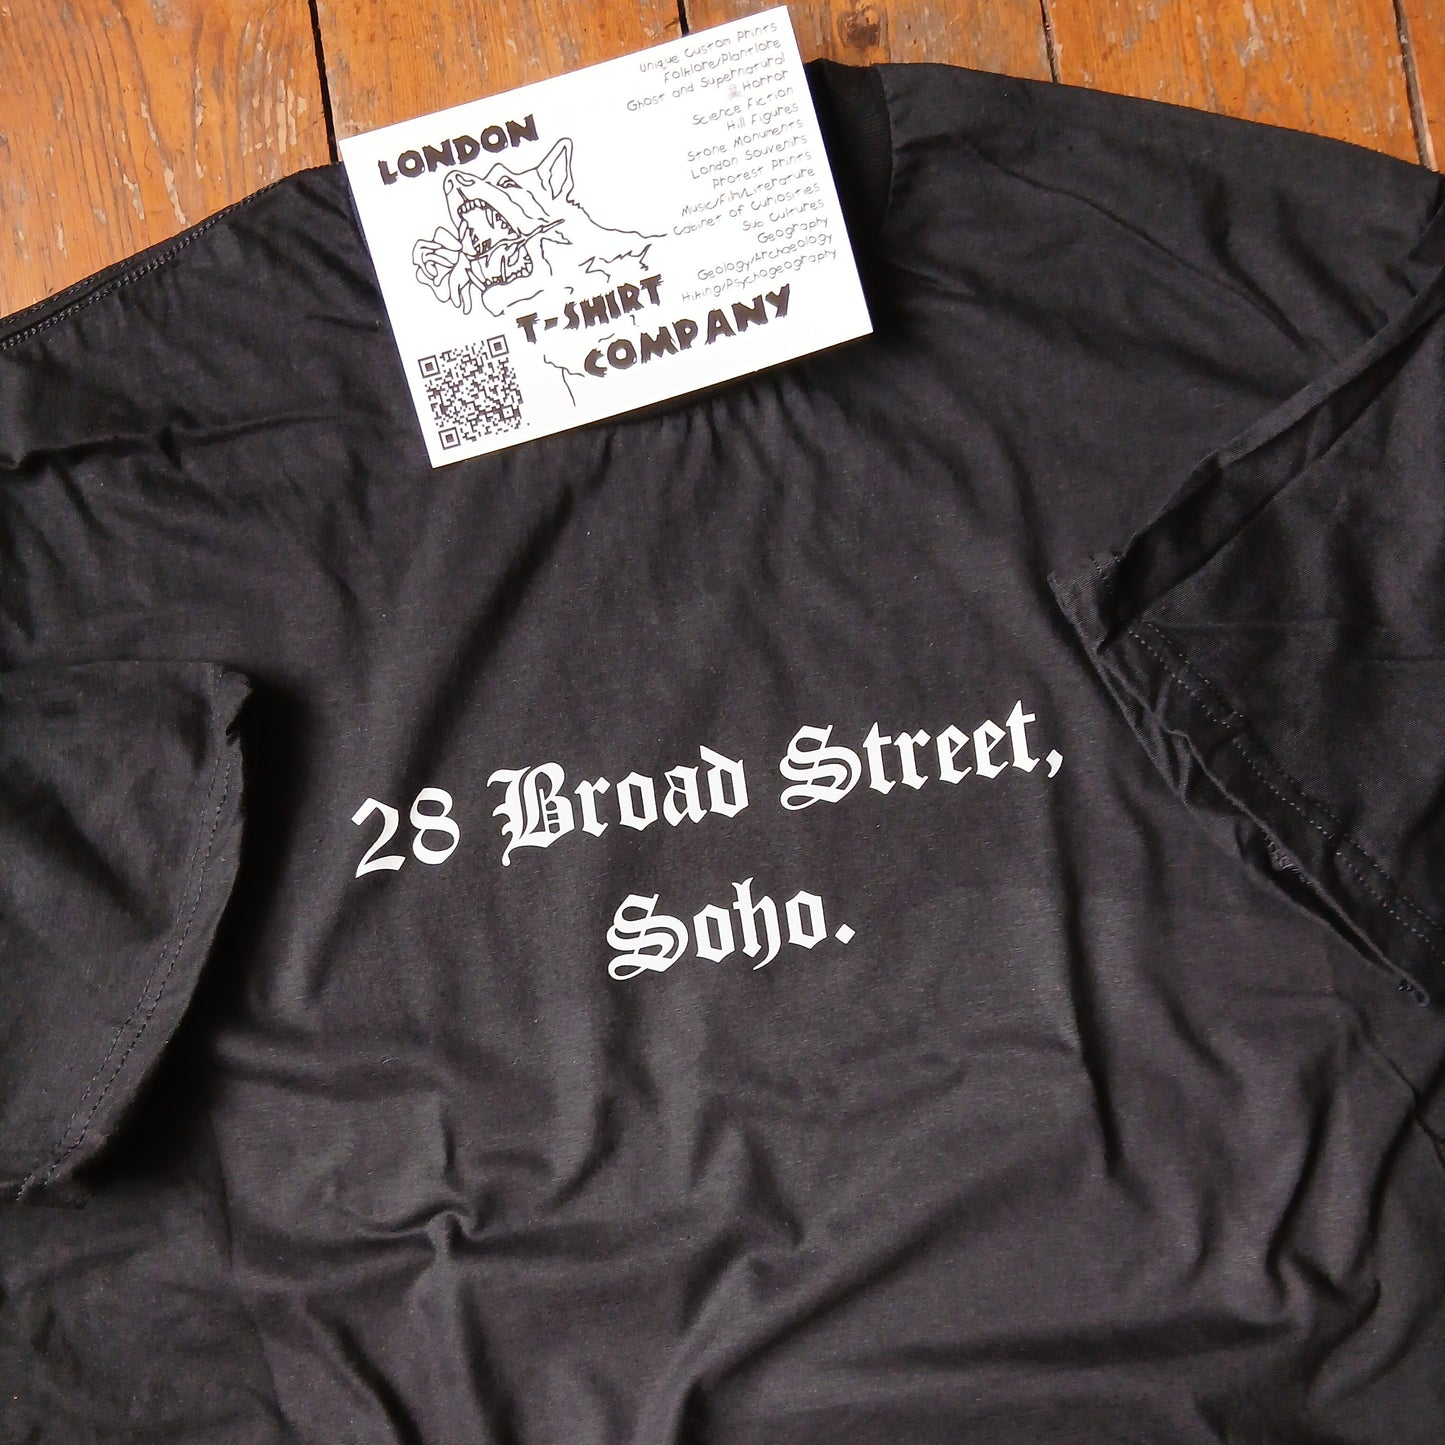 LONDON
T-SHIRT
COMPANY
Unique Custom Prints
Folklore/Plantlore
Ghost and Supernatural
Horror
Science Fiction
Hill Figures
Stone Monuments
London Souvenirs
Protest Prints
Music/Film/Literature
Cabinet of Curiosities
Sub Cultures
Geography
Geology/Archaeology
Hiking/Psychogeography
28 Broad Street,
Soho.